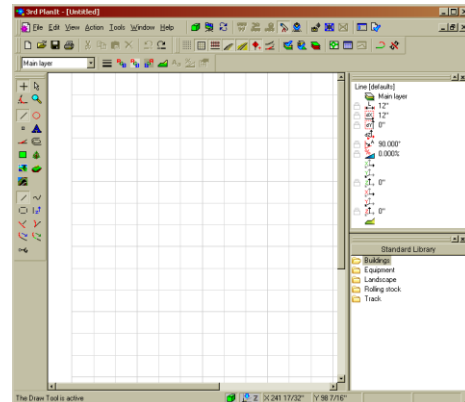 3rd PlanIt - [Untitled]
File Edit View Action Tools Window Help
Main layer
Line [defaults]
Main layer
12"
dX 12"
dY 0"
90.000°
0.000%
0"
0"
Standard Library
Buildings
Equipment
Landscape
Rolling stock
Track
The Draw Tool is active
Z X 241 17/32" Y 98 7/16"